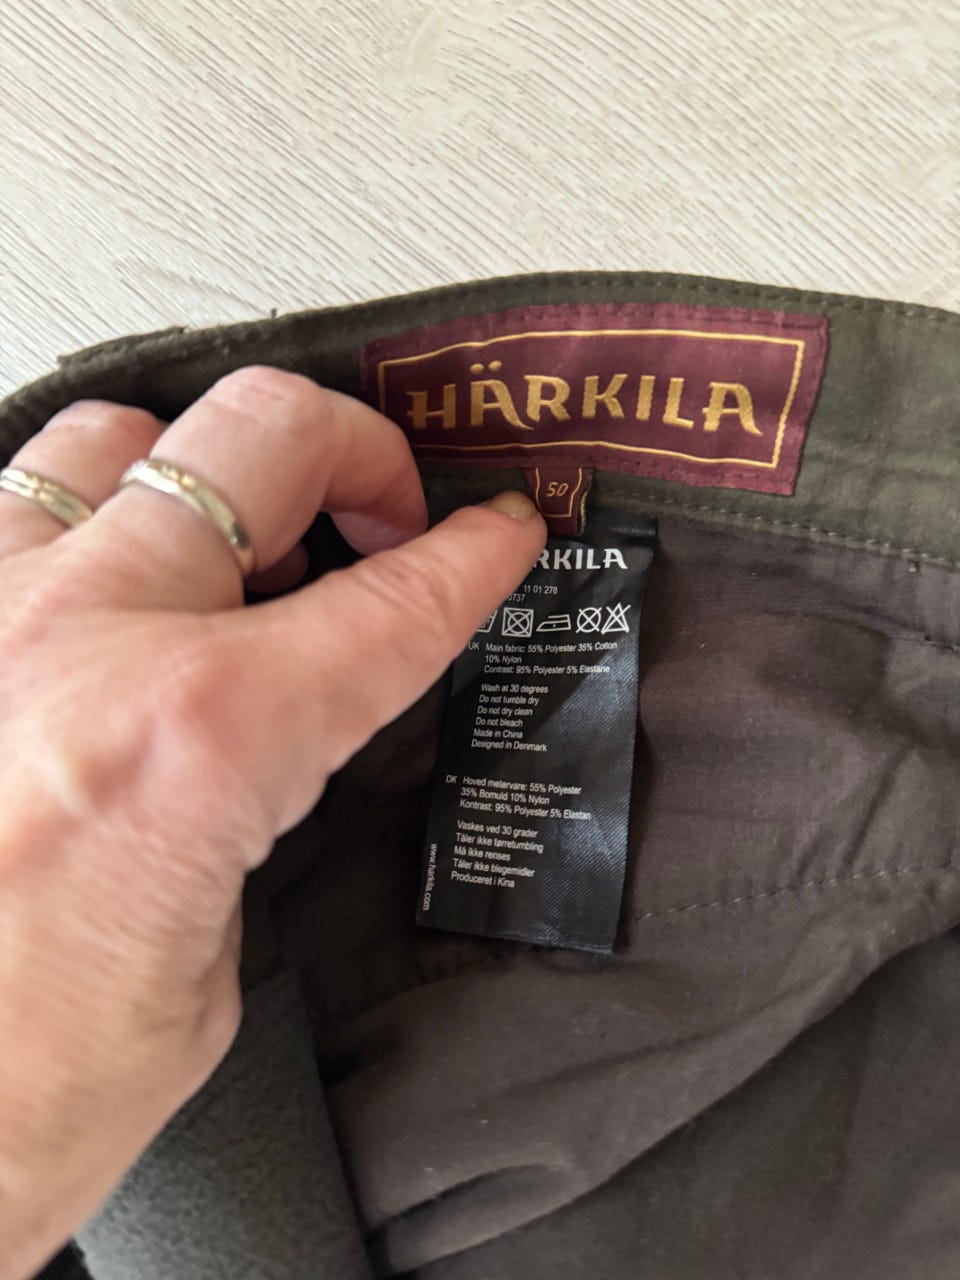 HÄRKILA
50
RKILA
11 01 278
0737
UK Main fabric: 55% Polyester 35% Cotton
10% Nylon
Contrast: 95% Polyester 5% Elastane
Wash at 30 degrees
Do not tumble dry
Do not dry clean
Do not bleach
Made in China
Designed in Denmark
DK Hoved metervare: 55% Polyester
35% Bomuld 10% Nylon
Kontrast: 95% Polyester 5% Elastan
Vaskes ved 30 grader
Tåler ikke tørretumbling
Må ikke renses
Tåler ikke blegemidler
Produceret i Kina
www.harkila.com